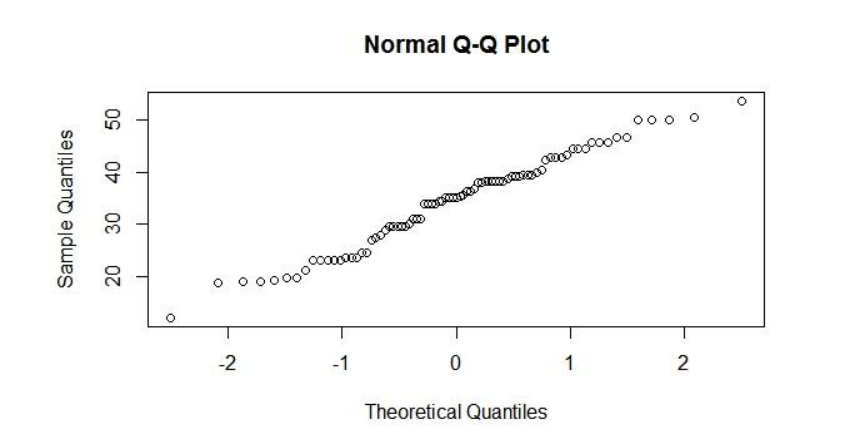 Normal Q-Q Plot
Sample Quantiles
50
40
30
20
-2 -1 0 1 2
Theoretical Quantiles